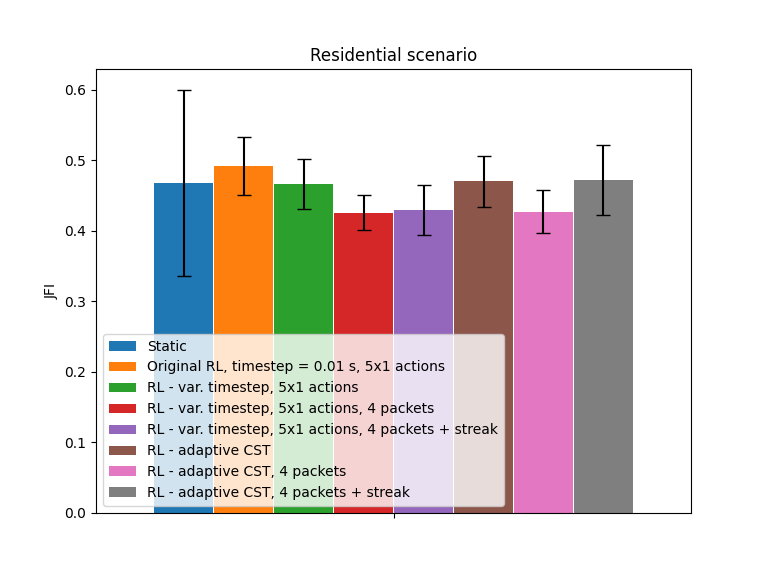 Residential scenario
JFI
0.6
0.5
0.4
0.3
0.2
0.1
0.0
Static
Original RL, timestep = 0.01 s, 5x1 actions
RL - var. timestep, 5x1 actions
RL - var. timestep, 5x1 actions, 4 packets
RL - var. timestep, 5x1 actions, 4 packets + streak
RL - adaptive CST
RL - adaptive CST, 4 packets
RL - adaptive CST, 4 packets + streak